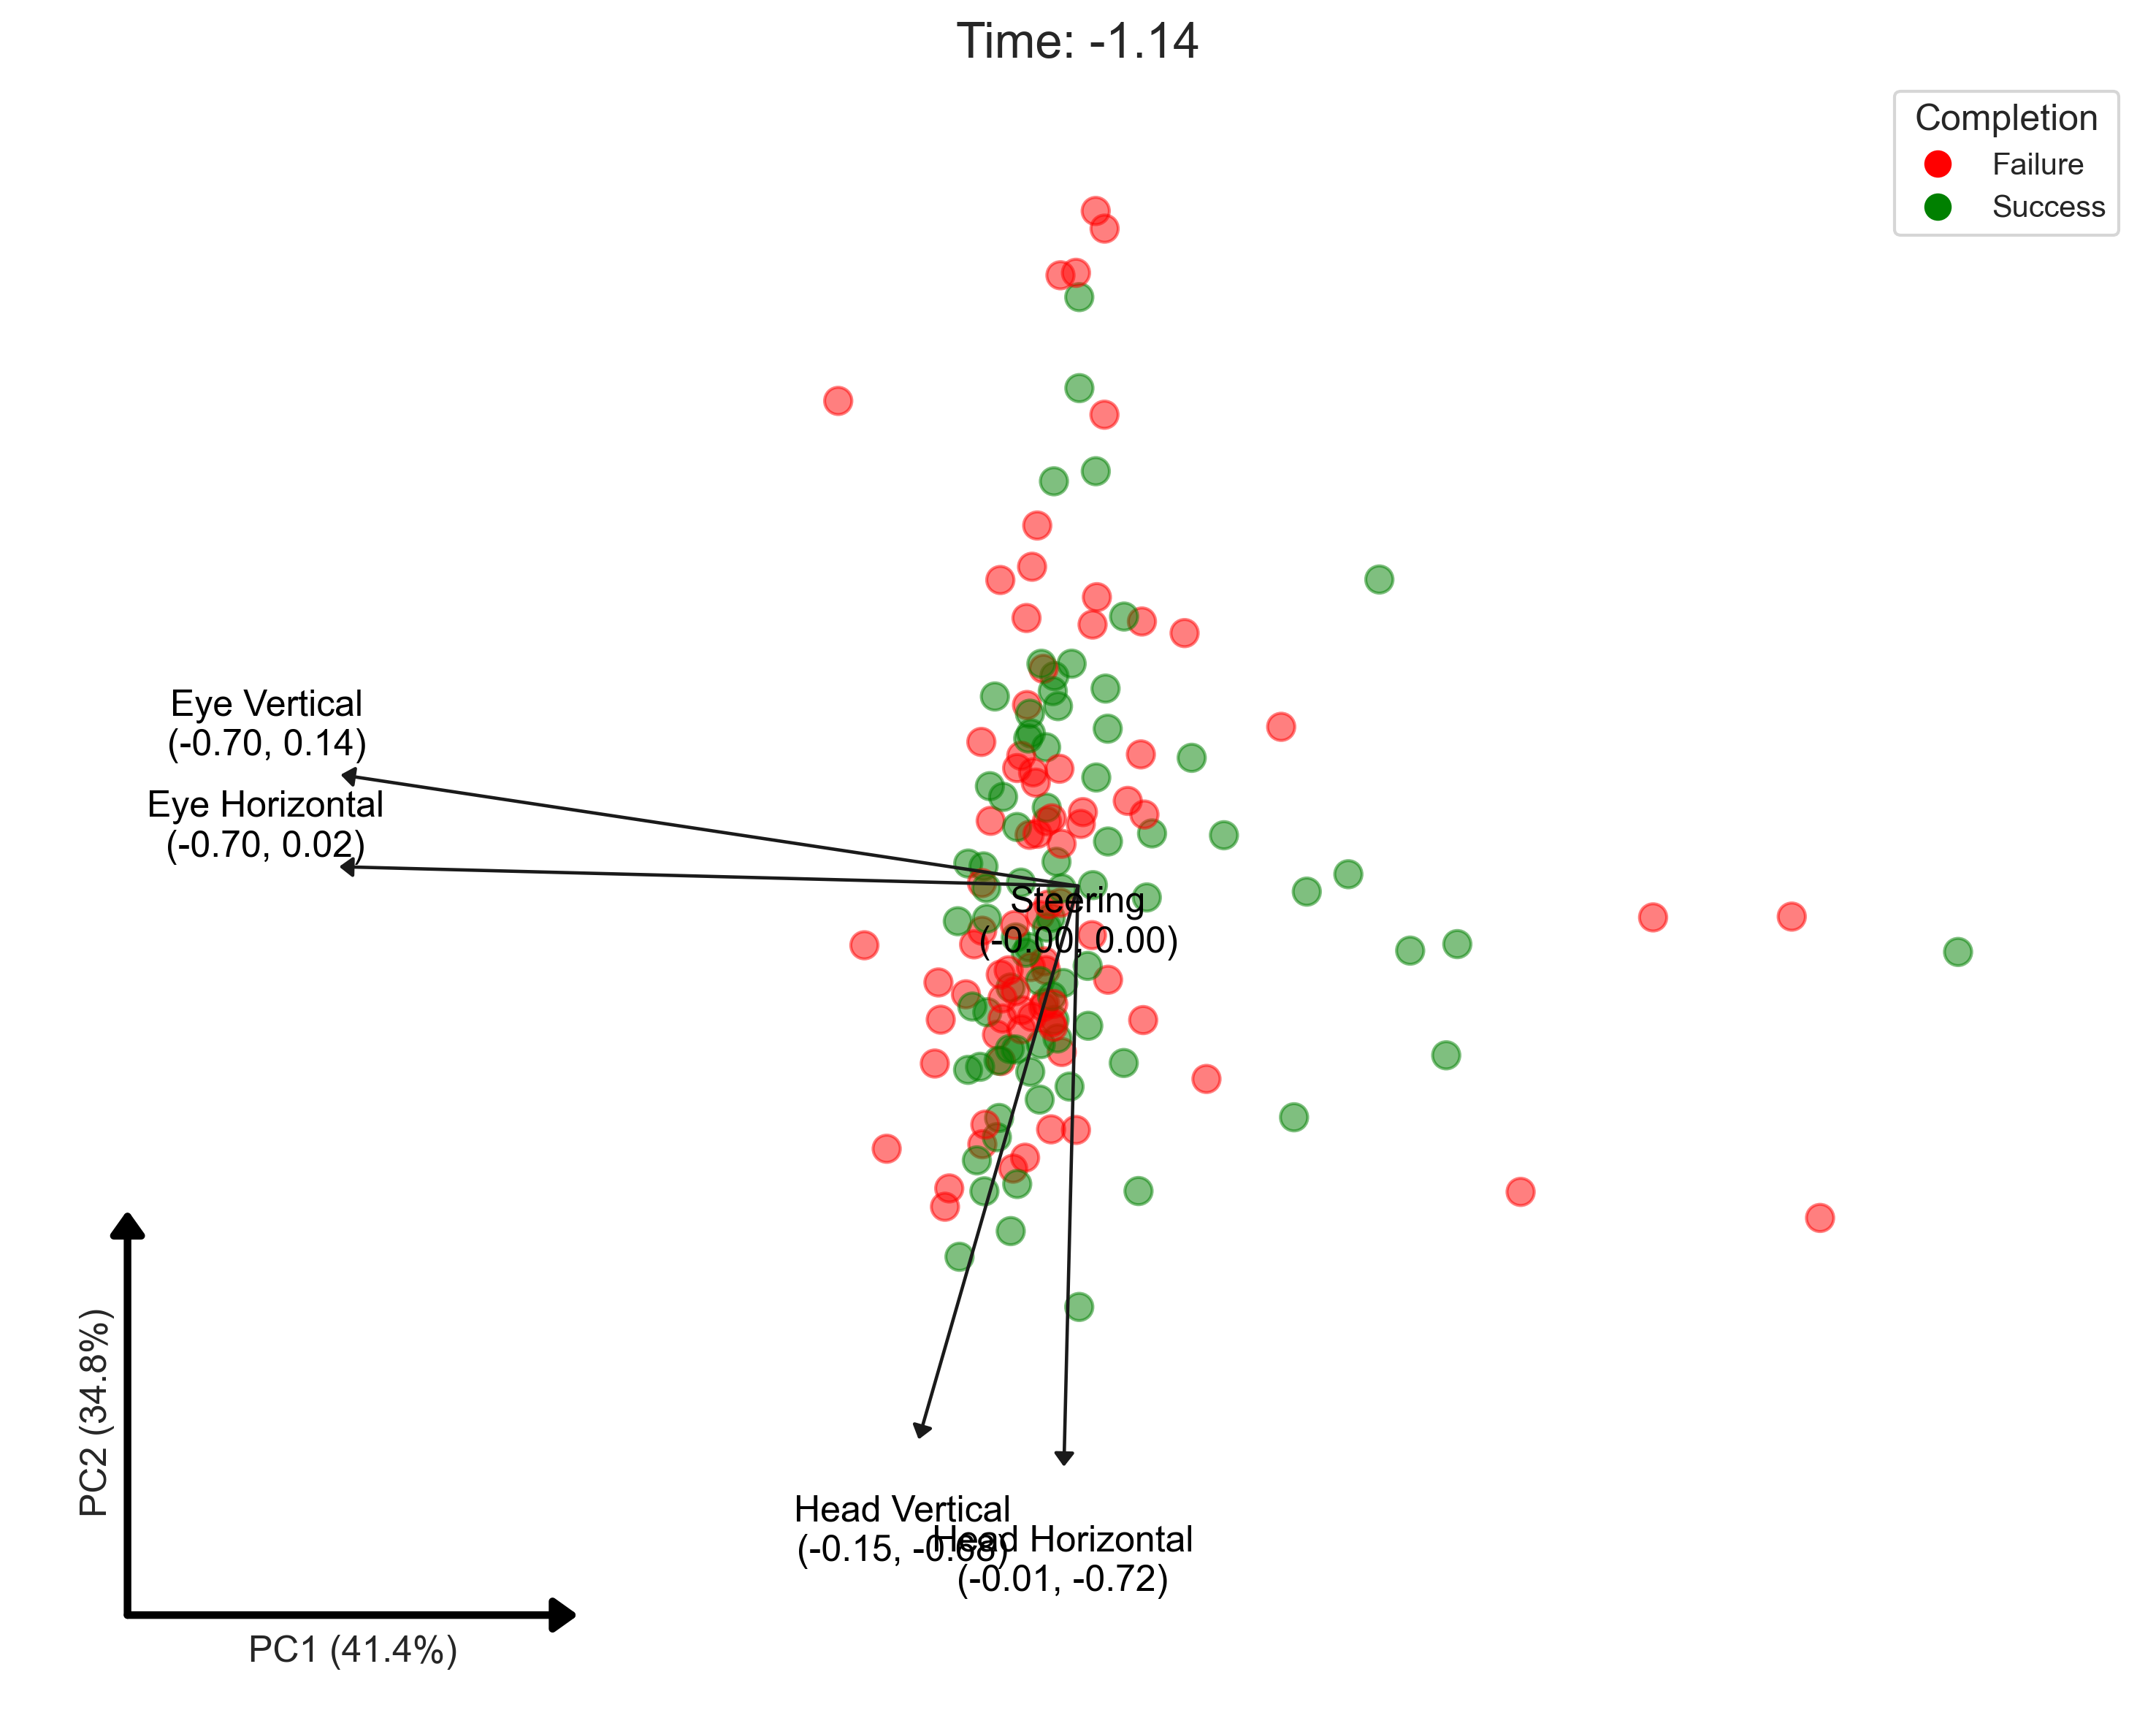 Time: -1.14
Completion
Failure
Success
Eye Vertical
(-0.70, 0.14)
Eye Horizontal
(-0.70, 0.02)
Steering
(-0.00, 0.00)
Head Vertical
(-0.15, -0.68)
Head Horizontal
(-0.01, -0.72)
PC2 (34.8%)
PC1 (41.4%)